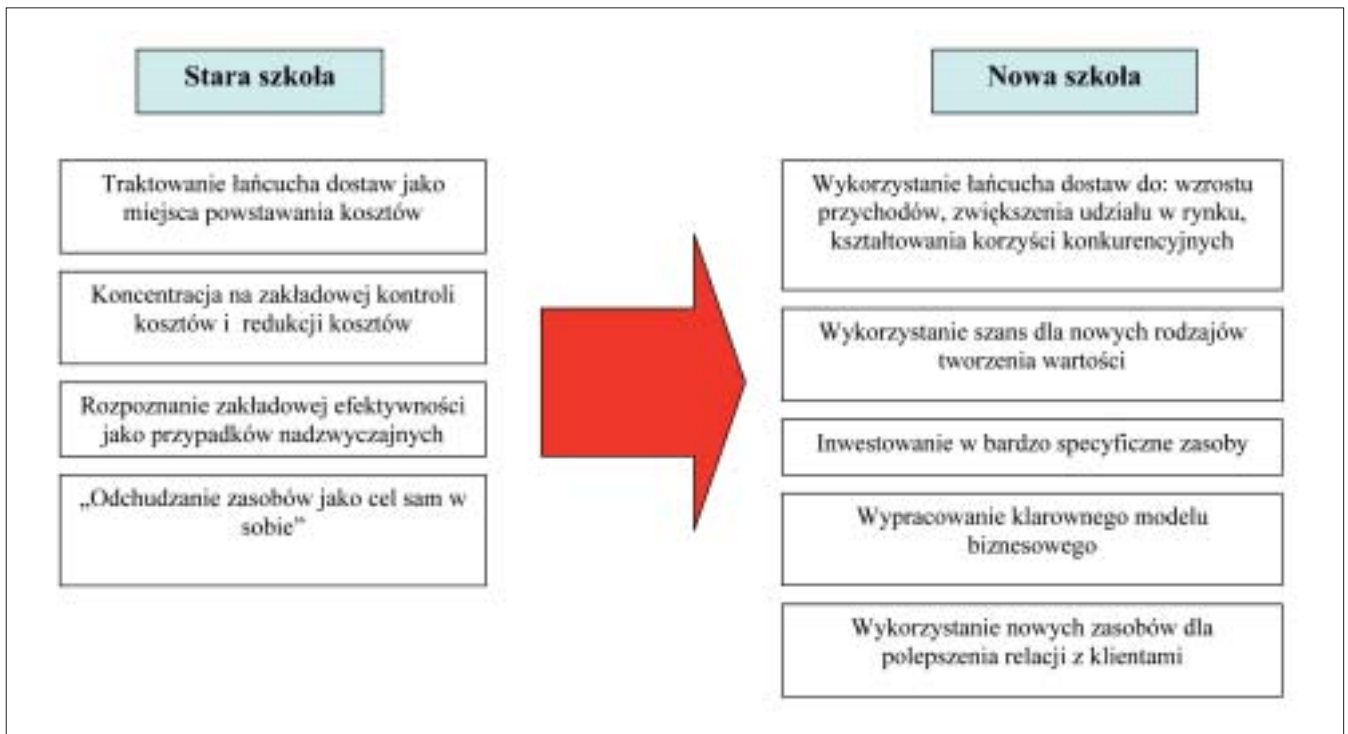 Stara szkoła
Traktowanie łańcucha dostaw jako
miejsca powstawania kosztów
Koncentracja na zakładowej kontroli
kosztów i redukcji kosztów
Rozpoznanie zakładowej efektywności
jako przypadków nadzwyczajnych
„Odchudzanie zasobów jako cel sam w
sobie”
Nowa szkoła
Wykorzystanie łańcucha dostaw do: wzrostu
przychodów, zwiększenia udziału w rynku,
kształtowania korzyści konkurencyjnych
Wykorzystanie szans dla nowych rodzajów
tworzenia wartości
Inwestowanie w bardzo specyficzne zasoby
Wypracowanie klarownego modelu
biznesowego
Wykorzystanie nowych zasobów dla
polepszenia relacji z klientami